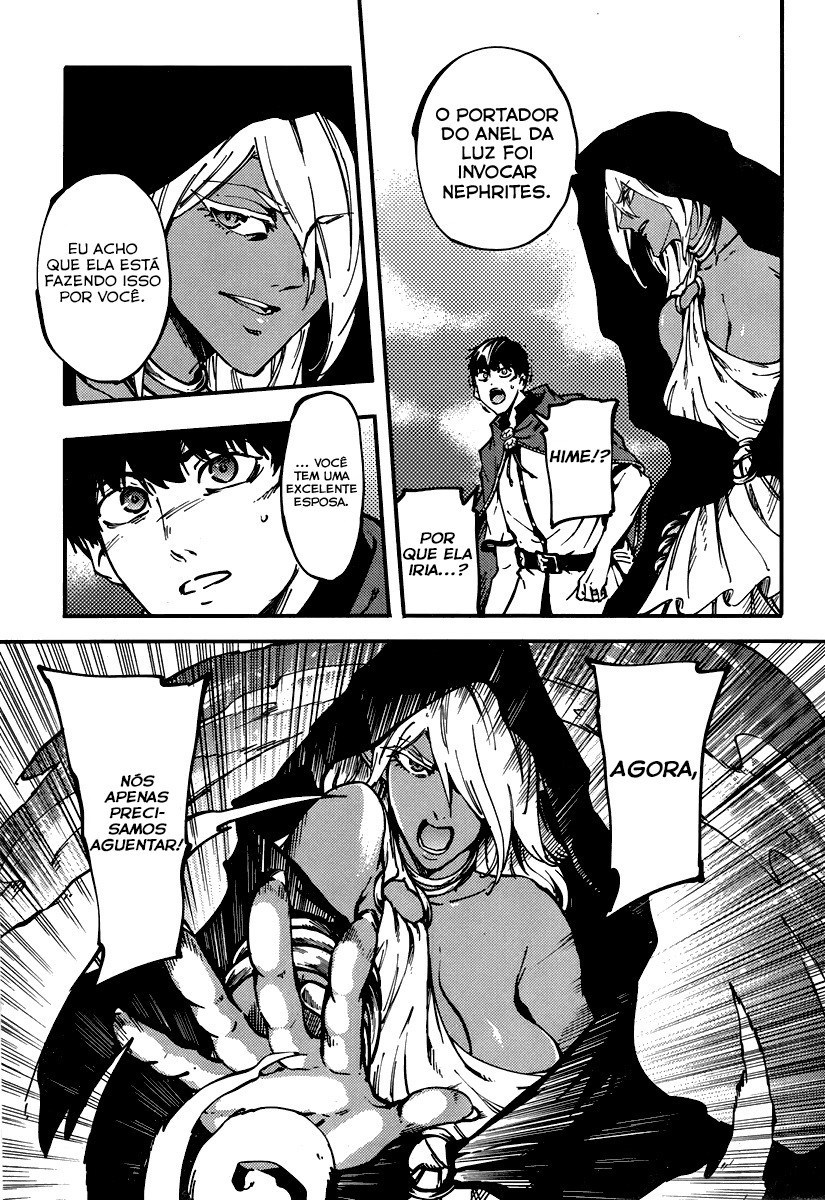 O PORTADOR
DO ANEL DA
LUZ FOI
INVOCAR
NEPHRITES.
HIME!?
POR
QUE ELA
IRIA...?
EU ACHO
QUE ELA ESTÁ
FAZENDO ISSO
POR VOCÊ.
... VOCÊ
TEM UMA
EXCELENTE
ESPOSA.
AGORA,
NÓS
APENAS
PRECI-
SAMOS
AGUENTAR!